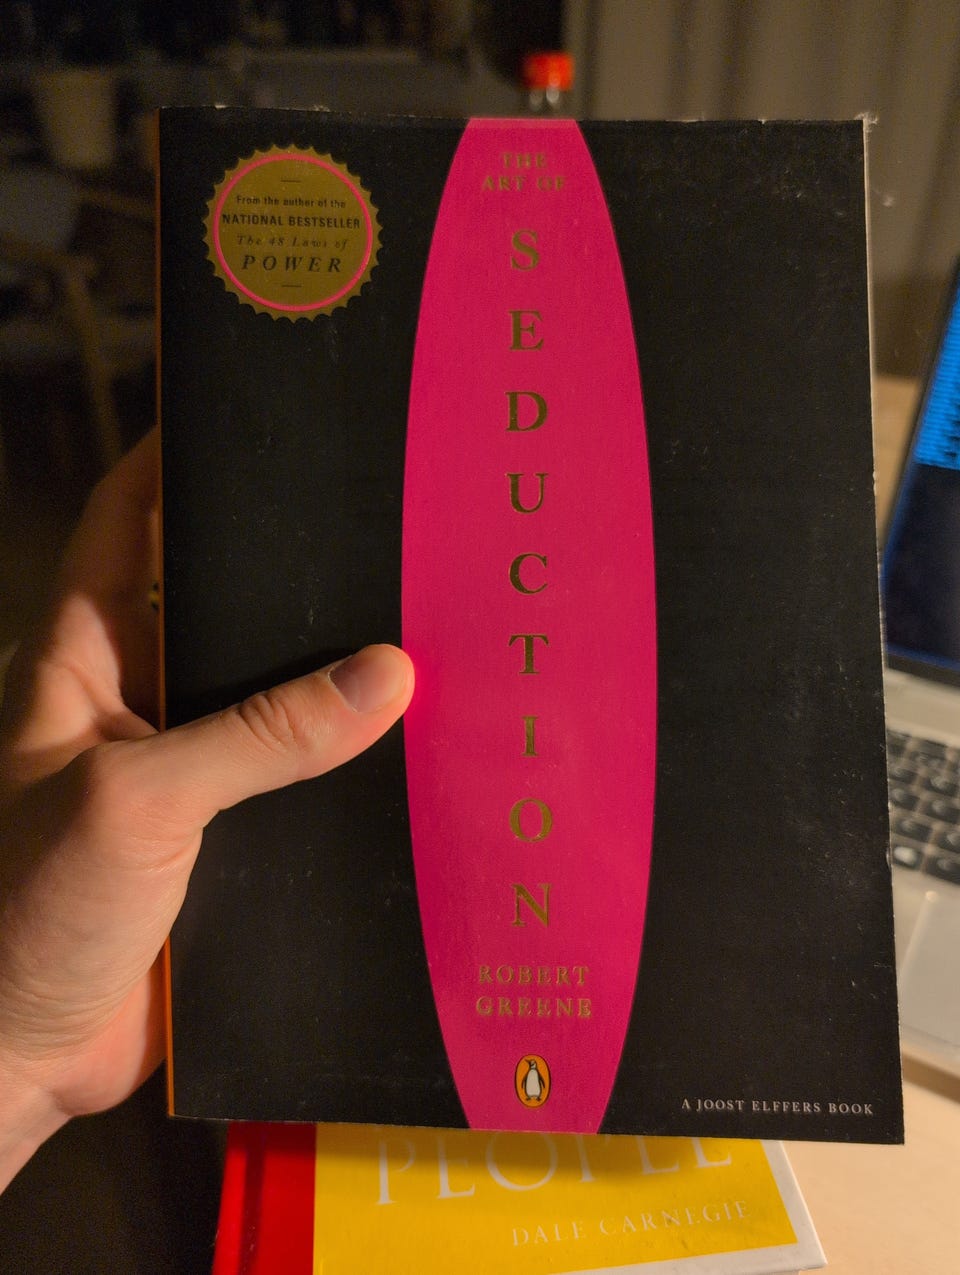 From the author of the
NATIONAL BESTSELLER
The 48 Laws of
POWER
THE
ART OF
SEDUCTION
ROBERT
GREENE
A JOOST ELFFERS BOOK
PEOPLE
DALE CARNEGIE